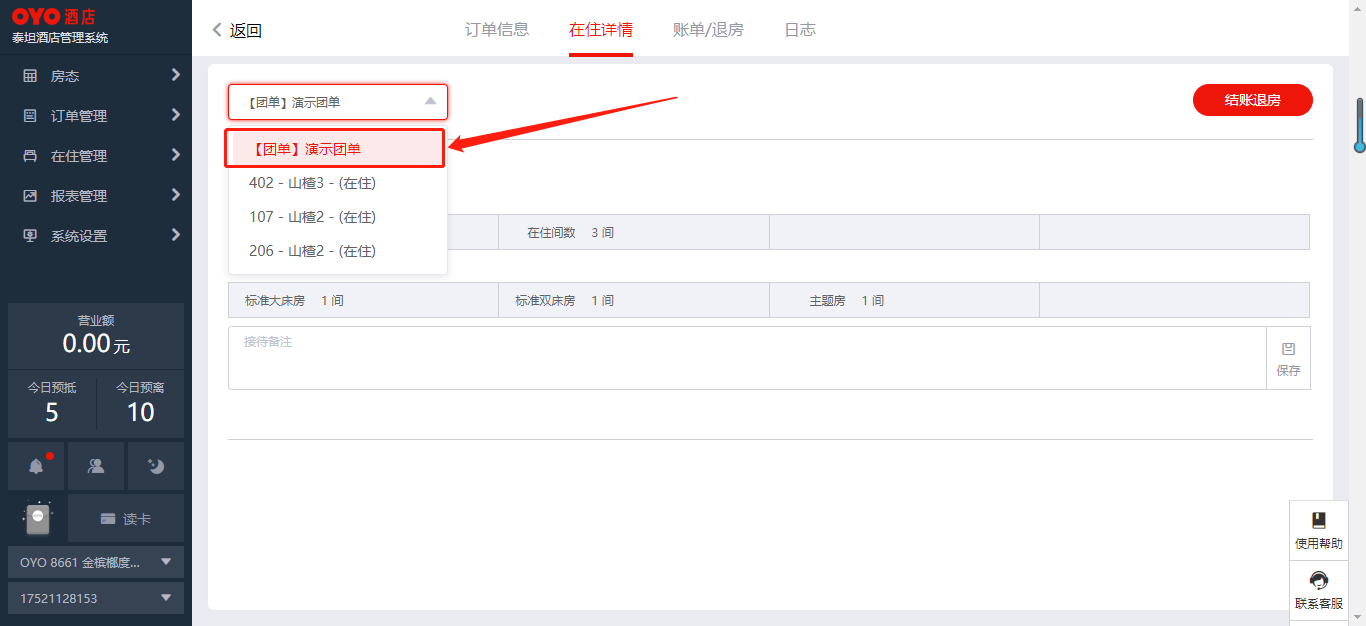 OYO 酒店
泰坦酒店管理系统
房态
订单管理
在住管理
报表管理
系统设置
营业额
0.00元
今日预抵 今日预离
5 10
读卡
OYO 8661 金槟榔度...
17521128153
返回 订单信息 在住详情 账单/退房 日志
【团单】演示团单
结账退房
【团单】演示团单
402 - 山楂3 - (在住)
107 - 山楂2 - (在住)
206 - 山楂2 - (在住)
在住间数 3 间
标准大床房 1 间 标准双床房 1 间 主题房 1 间
接待备注
保存
使用帮助
联系客服